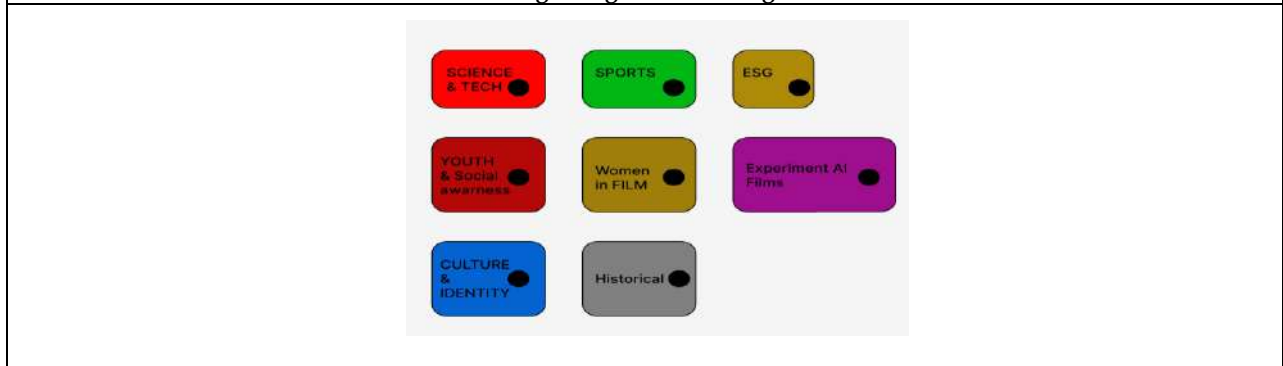 SCIENCE
& TECH
SPORTS
ESG
YOUTH
& Social
awarness
Women
in FILM
Experiment AI
Films
CULTURE
&
IDENTITY
Historical